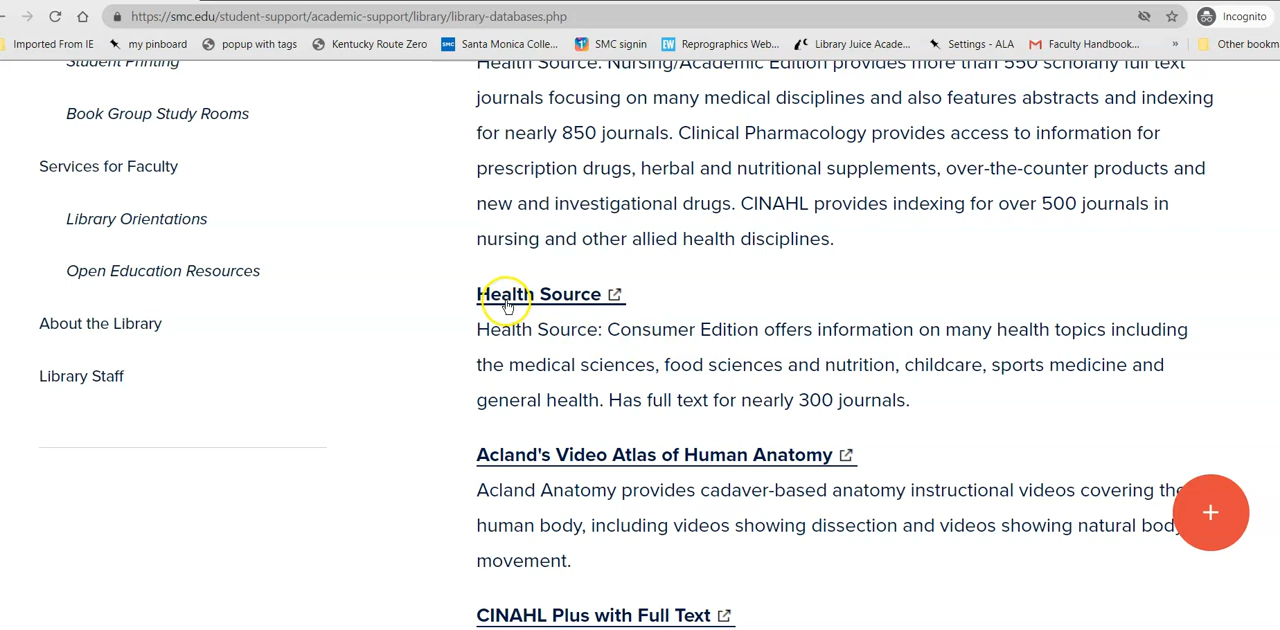 https://smc.edu/student-support/academic-support/library/library-databases.php
Incognito
Imported From IE
my pinboard
popup with tags
Kentucky Route Zero
SMC
Santa Monica Colle...
SMC signin
EW
Reprographics Web...
Library Juice Acade...
Settings - ALA
Faculty Handbook...
»
Other bookm
Student Printing
Book Group Study Rooms
Services for Faculty
Library Orientations
Open Education Resources
About the Library
Library Staff
Health Source: Nursing/Academic Edition provides more than 550 scholarly full text
journals focusing on many medical disciplines and also features abstracts and indexing
for nearly 850 journals. Clinical Pharmacology provides access to information for
prescription drugs, herbal and nutritional supplements, over-the-counter products and
new and investigational drugs. CINAHL provides indexing for over 500 journals in
nursing and other allied health disciplines.
Health Source
Health Source: Consumer Edition offers information on many health topics including
the medical sciences, food sciences and nutrition, childcare, sports medicine and
general health. Has full text for nearly 300 journals.
Acland's Video Atlas of Human Anatomy
Acland Anatomy provides cadaver-based anatomy instructional videos covering the
human body, including videos showing dissection and videos showing natural body
movement.
+
CINAHL Plus with Full Text